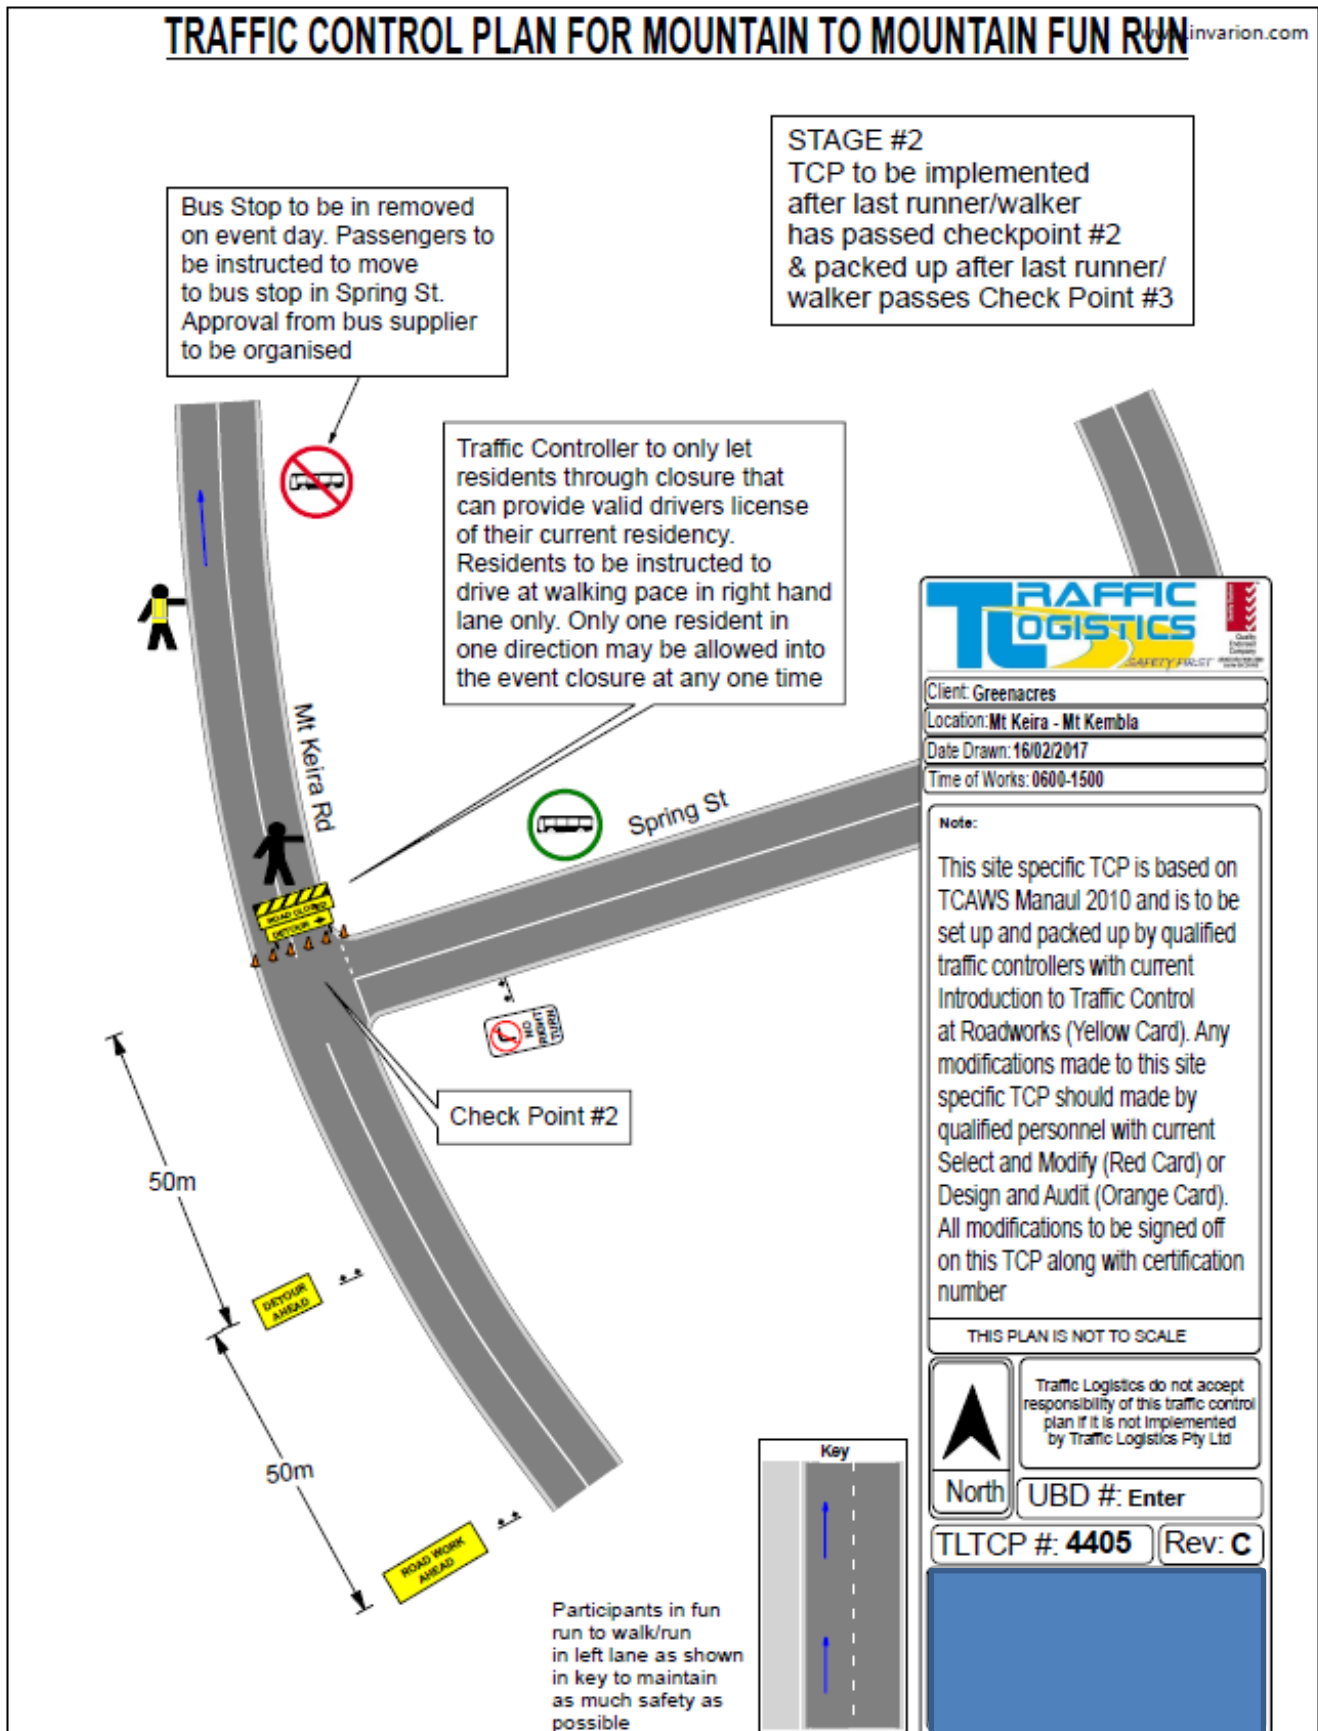 TRAFFIC CONTROL PLAN FOR MOUNTAIN TO MOUNTAIN FUN RUN
invarion.com
STAGE #2
TCP to be implemented
after last runner/walker
has passed checkpoint #2
& packed up after last runner/
walker passes Check Point #3
Bus Stop to be in removed
on event day. Passengers to
be instructed to move
to bus stop in Spring St.
Approval from bus supplier
to be organised
Traffic Controller to only let
residents through closure that
can provide valid drivers license
of their current residency.
Residents to be instructed to
drive at walking pace in right hand
lane only. Only one resident in
one direction may be allowed into
the event closure at any one time
Mt Keira Rd
Spring St
ROAD CLOSED
DETOUR
NO
RIGHT
TURN
Check Point #2
50m
DETOUR
AHEAD
50m
ROAD WORK
AHEAD
Participants in fun
run to walk/run
in left lane as shown
in key to maintain
as much safety as
possible
Key
TRAFFIC
LOGISTICS
SAFETY FIRST
Quality
Endorsed
Company
Client: Greenacres
Location: Mt Keira - Mt Kembla
Date Drawn: 16/02/2017
Time of Works: 0600-1500
Note:
This site specific TCP is based on
TCAWS Manaul 2010 and is to be
set up and packed up by qualified
traffic controllers with current
Introduction to Traffic Control
at Roadworks (Yellow Card). Any
modifications made to this site
specific TCP should made by
qualified personnel with current
Select and Modify (Red Card) or
Design and Audit (Orange Card).
All modifications to be signed off
on this TCP along with certification
number
THIS PLAN IS NOT TO SCALE
North
Traffic Logistics do not accept
responsibility of this traffic control
plan if it is not implemented
by Traffic Logistics Pty Ltd
UBD #: Enter
TLTCP #: 4405
Rev: C